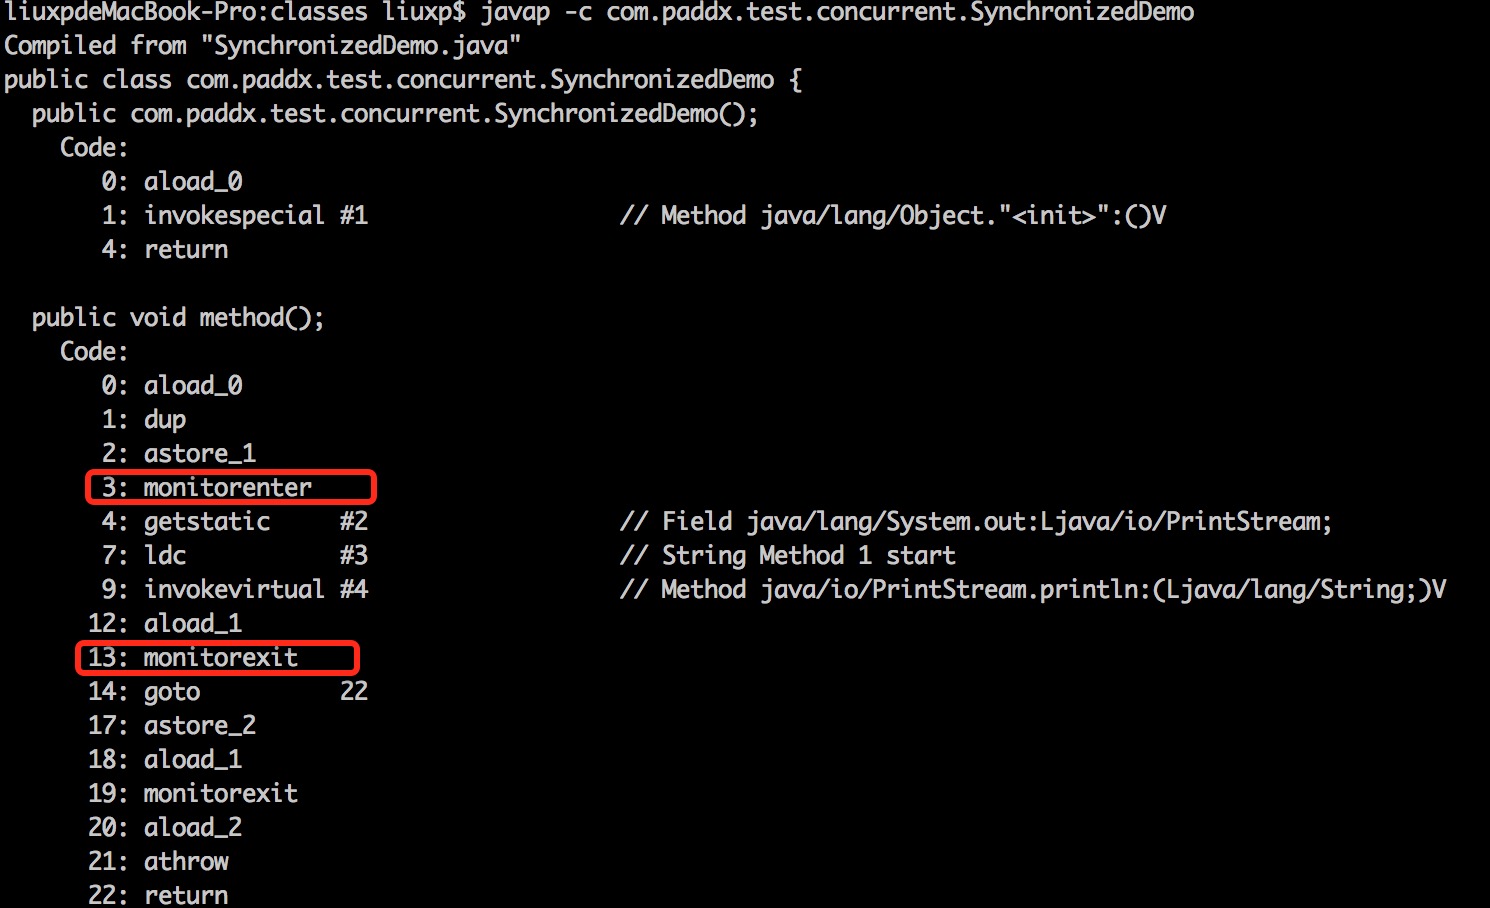 liuxpdeMacBook-Pro:classes liuxp$ javap -c com.paddx.test.concurrent.SynchronizedDemo
Compiled from "SynchronizedDemo.java"
public class com.paddx.test.concurrent.SynchronizedDemo {
  public com.paddx.test.concurrent.SynchronizedDemo();
    Code:
       0: aload_0
       1: invokespecial #1                  // Method java/lang/Object."<init>":()V
       4: return

  public void method();
    Code:
       0: aload_0
       1: dup
       2: astore_1
       3: monitorenter
       4: getstatic     #2                  // Field java/lang/System.out:Ljava/io/PrintStream;
       7: ldc           #3                  // String Method 1 start
       9: invokevirtual #4                  // Method java/io/PrintStream.println:(Ljava/lang/String;)V
      12: aload_1
      13: monitorexit
      14: goto          22
      17: astore_2
      18: aload_1
      19: monitorexit
      20: aload_2
      21: athrow
      22: return